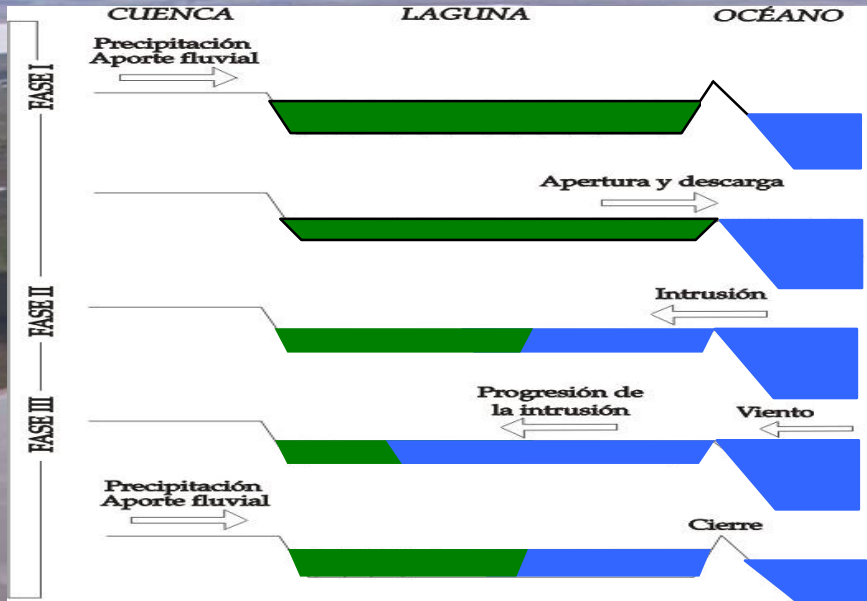 CUENCA LAGUNA OCÉANO
Precipitación
Aporte fluvial
FASE I
Apertura y descarga
FASE II
Intrusión
FASE III
Progresión de
la intrusión
Viento
Precipitación
Aporte fluvial
Cierre